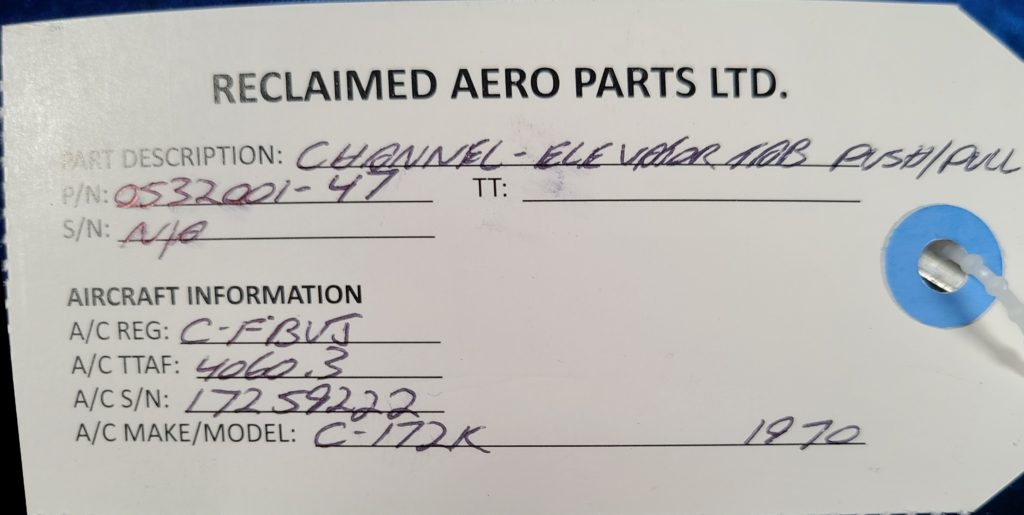 RECLAIMED AERO PARTS LTD.
PART DESCRIPTION: CHANNEL-ELEVATOR TAB PUSH/PULL
P/N: 0532001-47 TT:
S/N: N/A
AIRCRAFT INFORMATION
A/C REG: C-FBVJ
A/C TTAF: 4060.3
A/C S/N: 17259222
A/C MAKE/MODEL: C-172K 1970